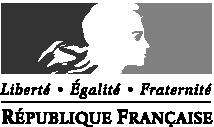 Liberté • Égalité • Fraternité
RÉPUBLIQUE FRANÇAISE